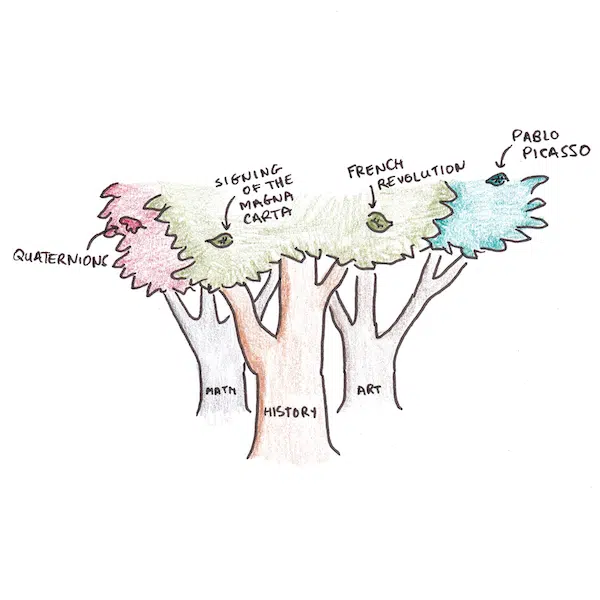 PABLO
PICASSO
SIGNING
OF THE
MAGNA
CARTA
FRENCH
REVOLUTION
QUATERNIONS
MATH
HISTORY
ART